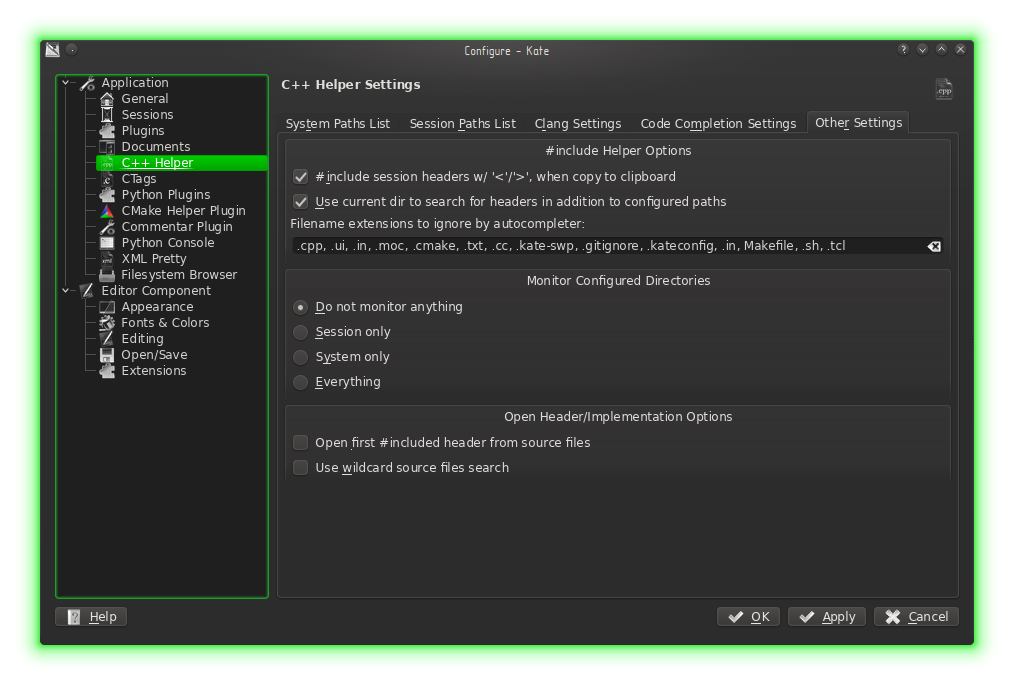 Configure – Kate
Application
General
Sessions
Plugins
Documents
C++ Helper
CTags
Python Plugins
CMake Helper Plugin
Commentar Plugin
Python Console
XML Pretty
Filesystem Browser
Editor Component
Appearance
Fonts & Colors
Editing
Open/Save
Extensions
C++ Helper Settings
.cpp
System Paths List Session Paths List Clang Settings Code Completion Settings Other Settings
#include Helper Options
#include session headers w/ '<'/'>', when copy to clipboard
Use current dir to search for headers in addition to configured paths
Filename extensions to ignore by autocompleter:
.cpp, .ui, .in, .moc, .cmake, .txt, .cc, .kate-swp, .gitignore, .kateconfig, .in, Makefile, .sh, .tcl
Monitor Configured Directories
Do not monitor anything
Session only
System only
Everything
Open Header/Implementation Options
Open first #included header from source files
Use wildcard source files search
Help OK Apply Cancel